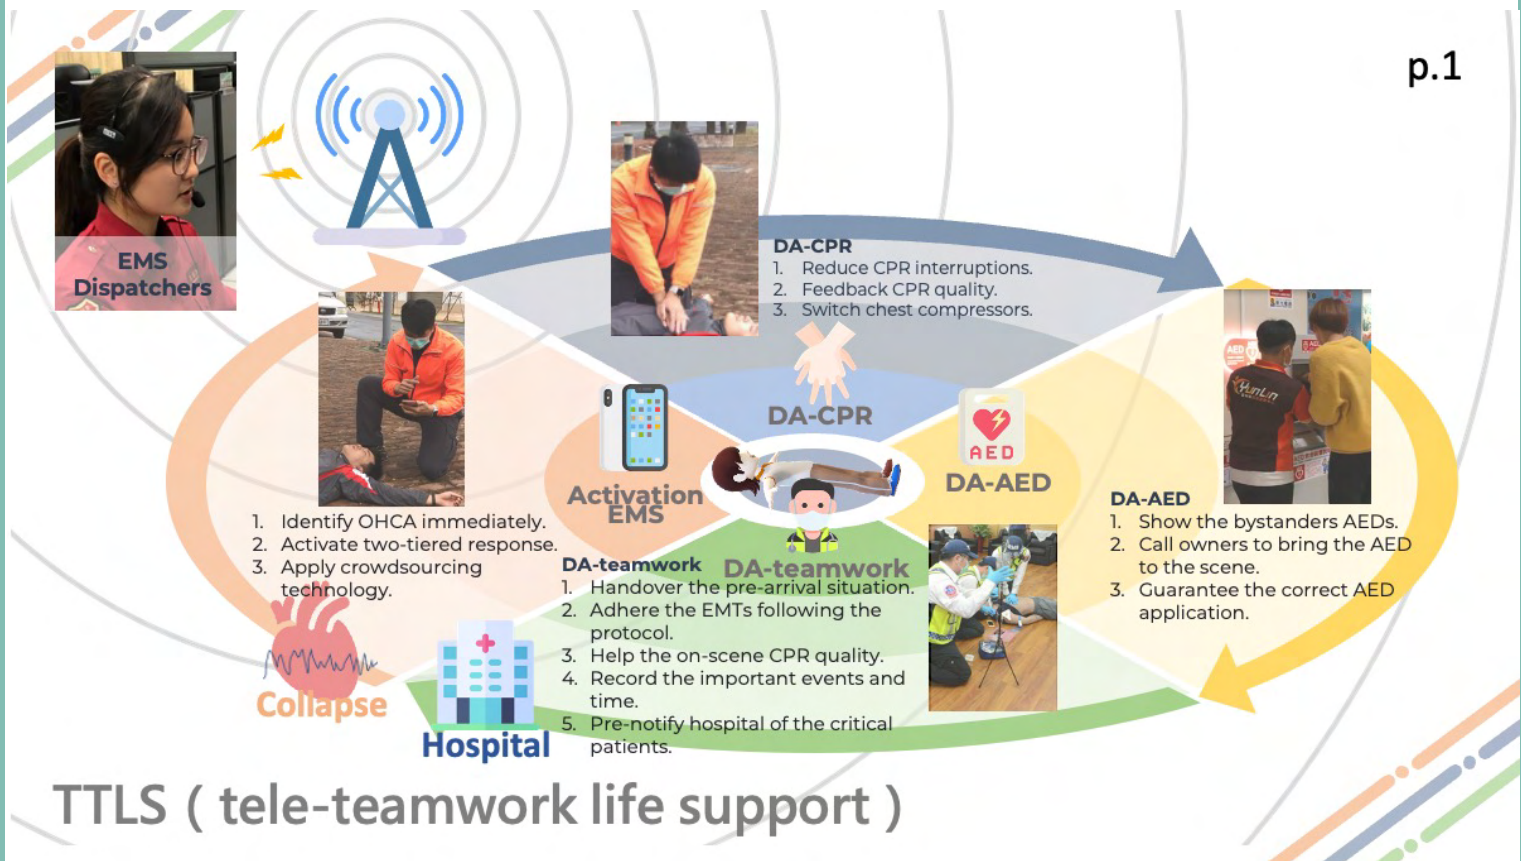 p.1
EMS
Dispatchers
DA-CPR
1. Reduce CPR interruptions.
2. Feedback CPR quality.
3. Switch chest compressors.
DA-CPR
AED
DA-AED
Activation
EMS
1. Identify OHCA immediately.
2. Activate two-tiered response.
3. Apply crowdsourcing
technology.
AED
YunLin
DA-AED
1. Show the bystanders AEDs.
2. Call owners to bring the AED
to the scene.
3. Guarantee the correct AED
application.
DA-teamwork
DA-teamwork
1. Handover the pre-arrival situation.
2. Adhere the EMTs following the
protocol.
3. Help the on-scene CPR quality.
4. Record the important events and
time.
5. Pre-notify hospital of the critical
patients.
Collapse
Hospital
TTLS ( tele-teamwork life support )